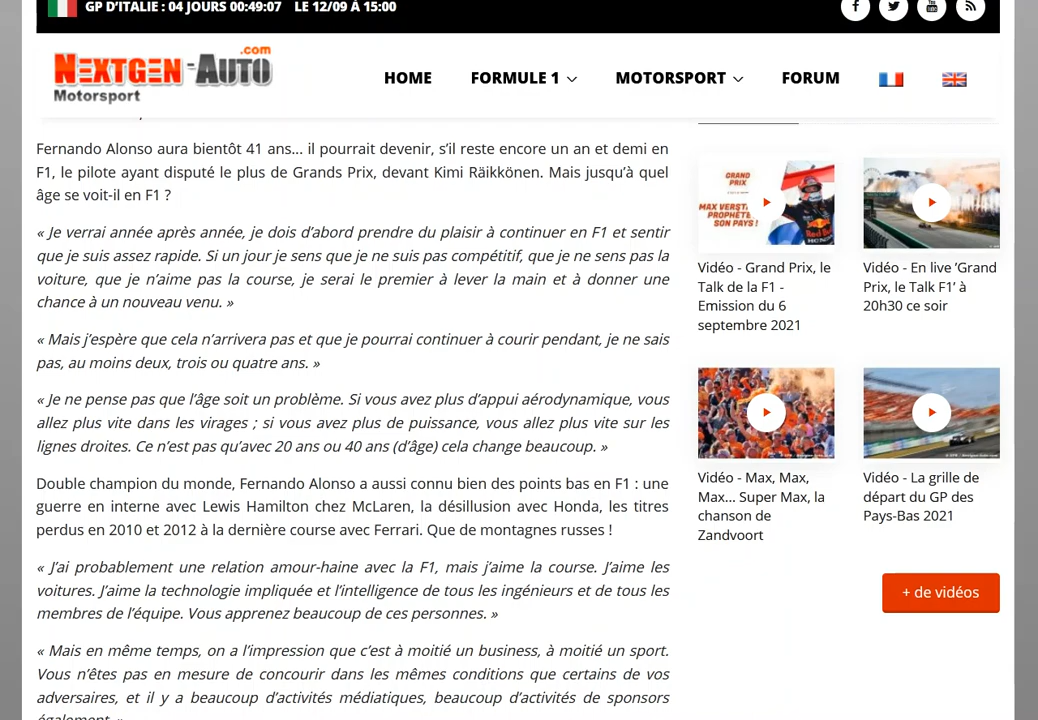 GP D'ITALIE : 04 JOURS 00:49:07 LE 12/09 À 15:00
NEXTGEN-AUTO.com
Motorsport
HOME FORMULE 1 MOTORSPORT FORUM
Fernando Alonso aura bientôt 41 ans... il pourrait devenir, s'il reste encore un an et demi en
F1, le pilote ayant disputé le plus de Grands Prix, devant Kimi Räikkönen. Mais jusqu'à quel
âge se voit-il en F1 ?
« Je verrai année après année, je dois d'abord prendre du plaisir à continuer en F1 et sentir
que je suis assez rapide. Si un jour je sens que je ne suis pas compétitif, que je ne sens pas la
voiture, que je n'aime pas la course, je serai le premier à lever la main et à donner une
chance à un nouveau venu. »
« Mais j'espère que cela n'arrivera pas et que je pourrai continuer à courir pendant, je ne sais
pas, au moins deux, trois ou quatre ans. »
« Je ne pense pas que l'âge soit un problème. Si vous avez plus d'appui aérodynamique, vous
allez plus vite dans les virages ; si vous avez plus de puissance, vous allez plus vite sur les
lignes droites. Ce n'est pas qu'avec 20 ans ou 40 ans (d'âge) cela change beaucoup. »
Double champion du monde, Fernando Alonso a aussi connu bien des points bas en F1 : une
guerre en interne avec Lewis Hamilton chez McLaren, la désillusion avec Honda, les titres
perdus en 2010 et 2012 à la dernière course avec Ferrari. Que de montagnes russes !
« J'ai probablement une relation amour-haine avec la F1, mais j'aime la course. J'aime les
voitures. J'aime la technologie impliquée et l'intelligence de tous les ingénieurs et de tous les
membres de l'équipe. Vous apprenez beaucoup de ces personnes. »
« Mais en même temps, on a l'impression que c'est à moitié un business, à moitié un sport.
Vous n'êtes pas en mesure de concourir dans les mêmes conditions que certains de vos
adversaires, et il y a beaucoup d'activités médiatiques, beaucoup d'activités de sponsors
également. »
GRAND
PRIX
MAX VERST,
PROPHÈTE
SON PAYS !
Vidéo - Grand Prix, le
Talk de la F1 -
Emission du 6
septembre 2021
Vidéo - En live 'Grand
Prix, le Talk F1' à
20h30 ce soir
Vidéo - Max, Max,
Max... Super Max, la
chanson de
Zandvoort
Vidéo - La grille de
départ du GP des
Pays-Bas 2021
+ de vidéos